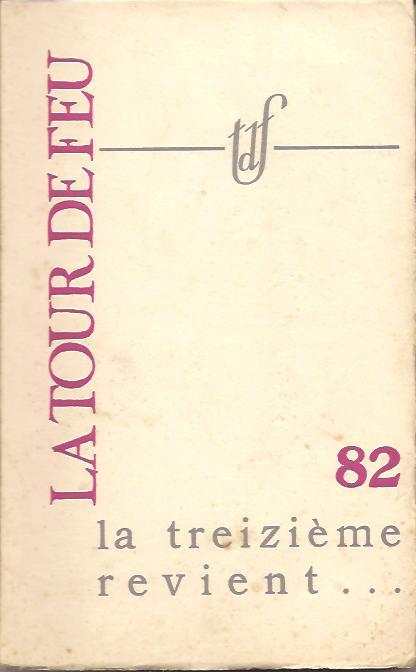 LA TOUR DE FEU
tdf
82
la treizième
revient...